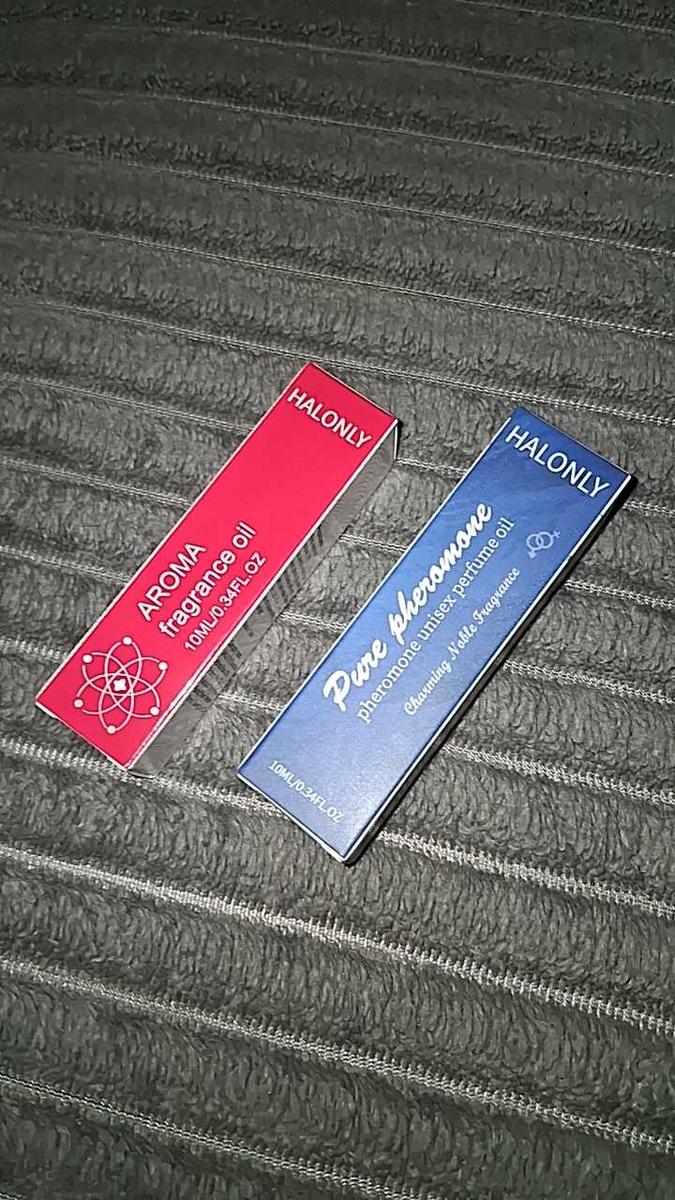 HALONLY
AROMA
fragrance oil
10ML/0.34FL.OZ
HALONLY
Pure pheromone
pheromone unisex perfume oil
Charming Noble Fragrance
10ML/0.34FL.OZ